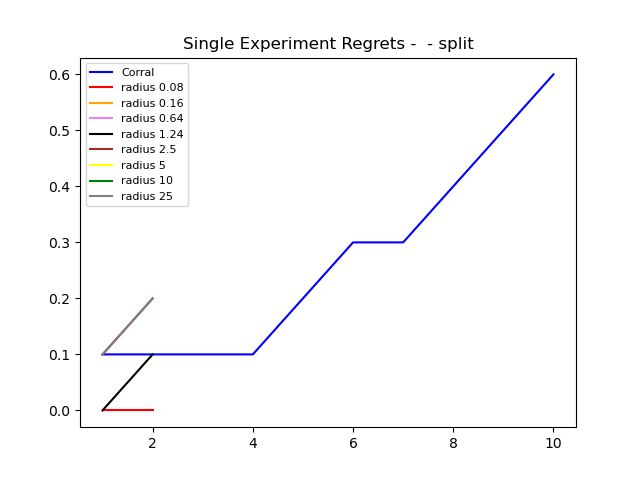 Single Experiment Regrets -  - split
Corral
radius 0.08
radius 0.16
radius 0.64
radius 1.24
radius 2.5
radius 5
radius 10
radius 25
0.6
0.5
0.4
0.3
0.2
0.1
0.0
2 4 6 8 10